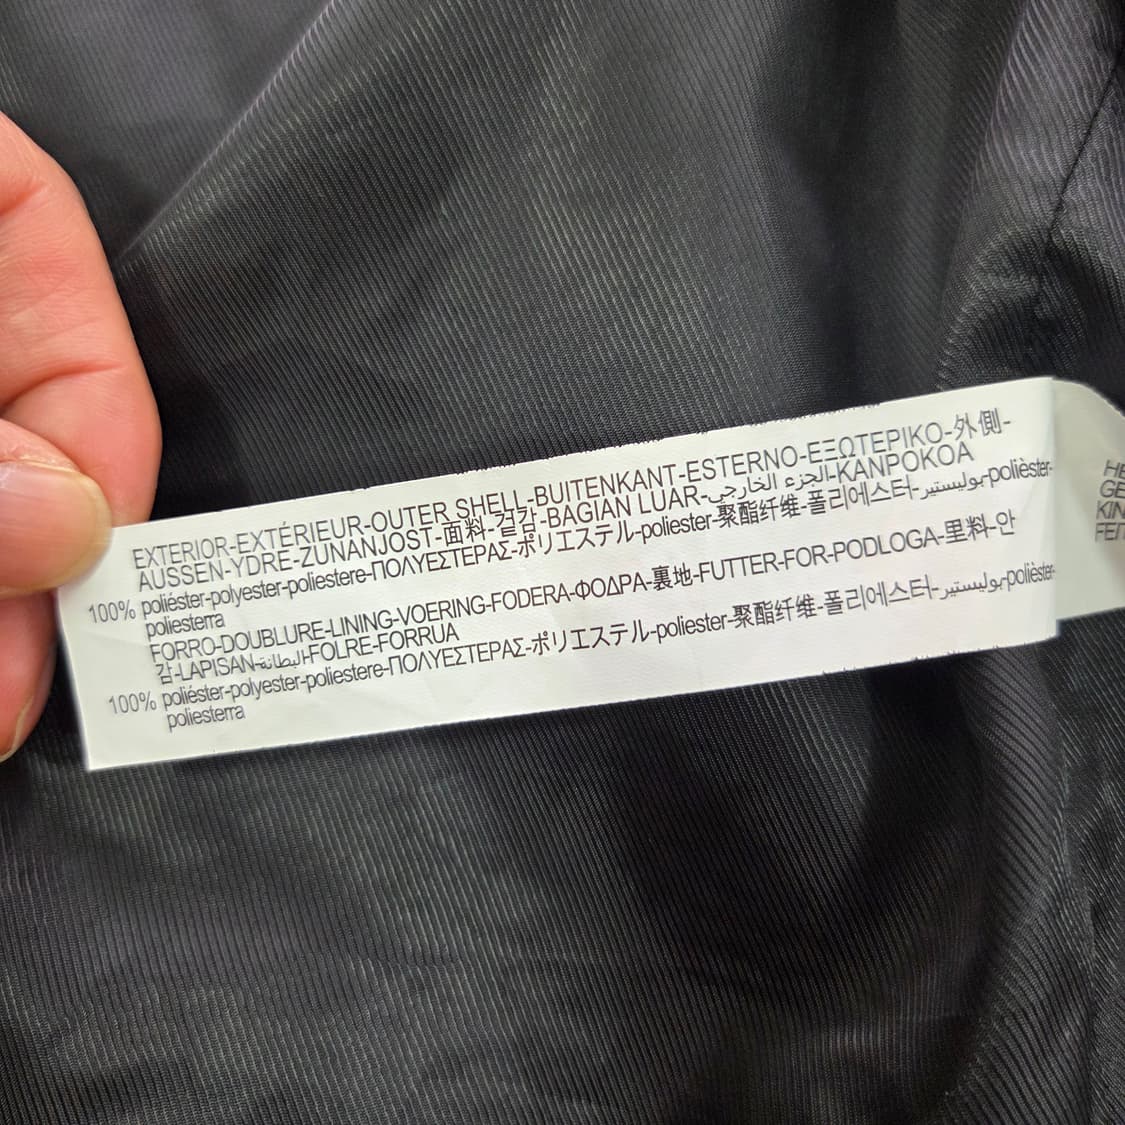 EXTERIOR-EXTÉRIEUR-OUTER SHELL-BUITENKANT-ESTERNO-ΕΞΩΤΕΡΙΚΟ-外側-
AUSSEN-YDRE-ZUNANJOST-面料-겉감-BAGIAN LUAR-الجزء الخارجي-KANPOKOA
100% poliéster-polyester-poliestere-ΠΟΛΥΕΣΤΕΡΑΣ-ポリエステル-poliester-聚酯纤维-폴리에스터-بوليستير-polièster-
poliesterra
FORRO-DOUBLURE-LINING-VOERING-FODERA-ΦΟΔΡΑ-裏地-FUTTER-FOR-PODLOGA-里料-안
감-LAPISAN-البطانة-FOLRE-FORRUA
100% poliéster-polyester-poliestere-ΠΟΛΥΕΣΤΕΡΑΣ-ポリエステル-poliester-聚酯纤维-폴리에스터-بوليستير-polièster-
poliesterra
KIN